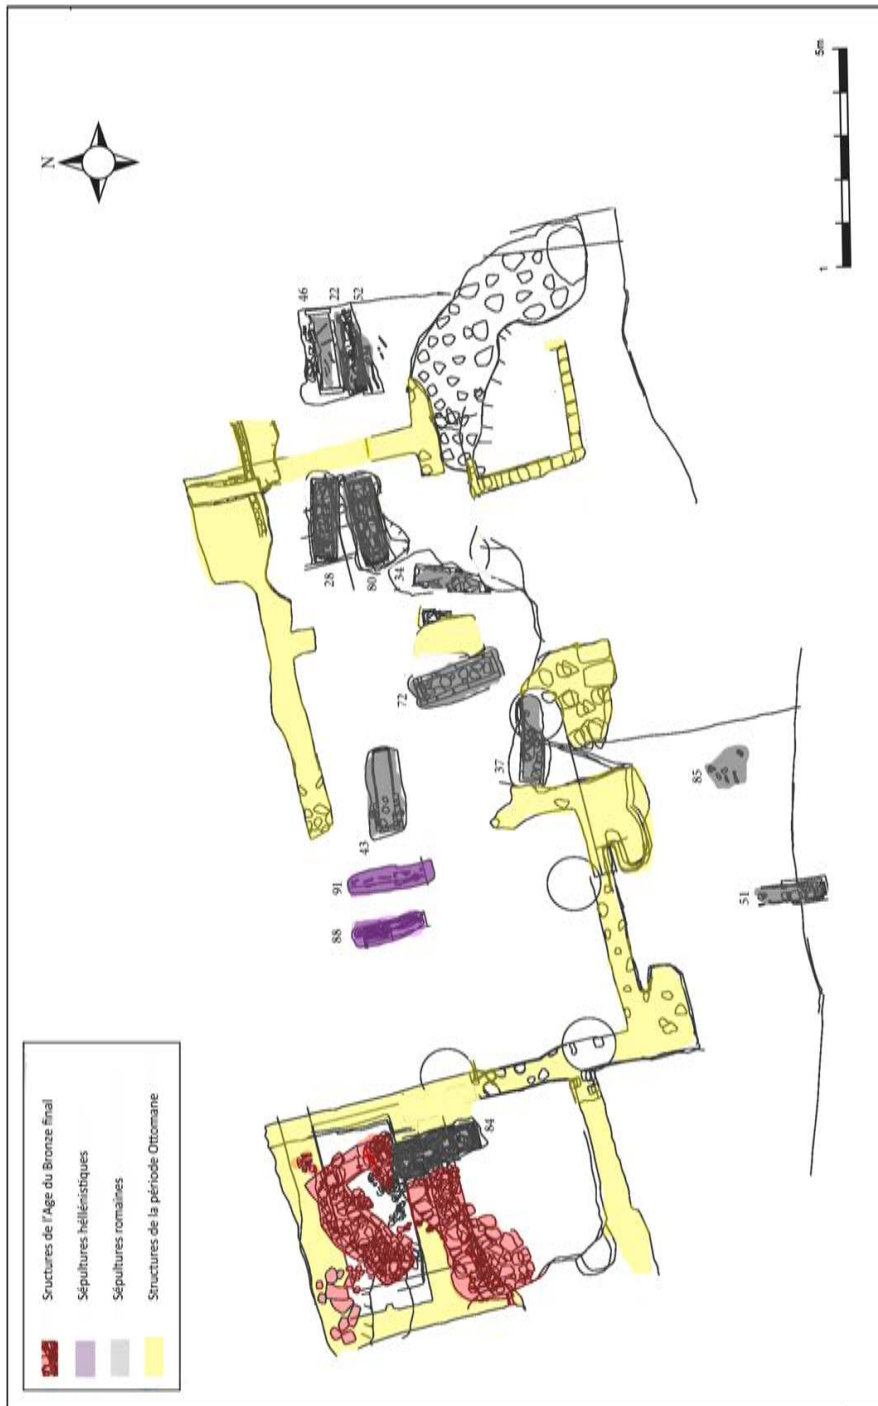 N
5m
1
46
22
52
28
80
34
72
37
43
91
88
85
51
84
Sructures de l'Age du Bronze final
Sépultures héllénistiques
Sépultures romaines
Structures de la période Ottomane